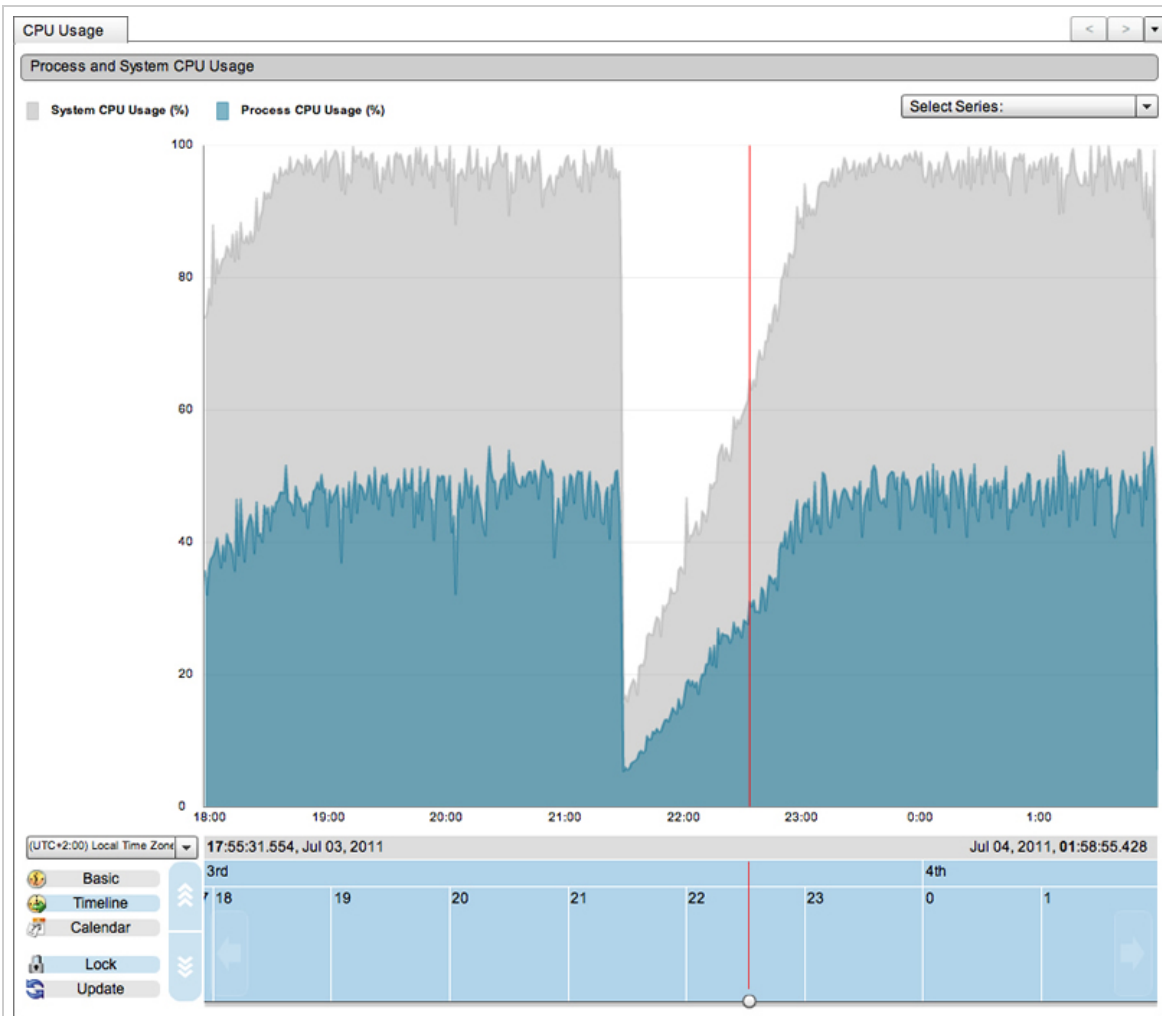 CPU Usage
< >
Process and System CPU Usage
System CPU Usage (%) Process CPU Usage (%) Select Series:
100
80
60
40
20
0
18:00 19:00 20:00 21:00 22:00 23:00 0:00 1:00
(UTC+2:00) Local Time Zone 17:55:31.554, Jul 03, 2011 Jul 04, 2011, 01:58:55.428
Basic 3rd 4th
Timeline 7 18 19 20 21 22 23 0 1
Calendar
Lock
Update